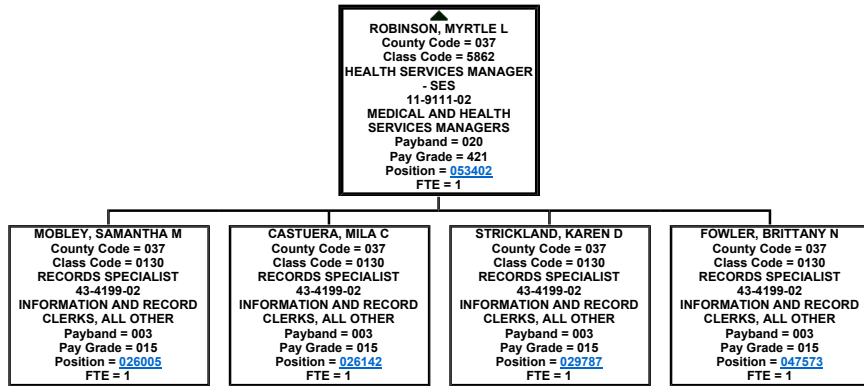 ROBINSON, MYRTLE L
County Code = 037
Class Code = 5862
HEALTH SERVICES MANAGER
- SES
11-9111-02
MEDICAL AND HEALTH
SERVICES MANAGERS
Payband = 020
Pay Grade = 421
Position = 053402
FTE = 1
MOBLEY, SAMANTHA M
County Code = 037
Class Code = 0130
RECORDS SPECIALIST
43-4199-02
INFORMATION AND RECORD
CLERKS, ALL OTHER
Payband = 003
Pay Grade = 015
Position = 026005
FTE = 1
CASTUERA, MILA C
County Code = 037
Class Code = 0130
RECORDS SPECIALIST
43-4199-02
INFORMATION AND RECORD
CLERKS, ALL OTHER
Payband = 003
Pay Grade = 015
Position = 026142
FTE = 1
STRICKLAND, KAREN D
County Code = 037
Class Code = 0130
RECORDS SPECIALIST
43-4199-02
INFORMATION AND RECORD
CLERKS, ALL OTHER
Payband = 003
Pay Grade = 015
Position = 029787
FTE = 1
FOWLER, BRITTANY N
County Code = 037
Class Code = 0130
RECORDS SPECIALIST
43-4199-02
INFORMATION AND RECORD
CLERKS, ALL OTHER
Payband = 003
Pay Grade = 015
Position = 047573
FTE = 1